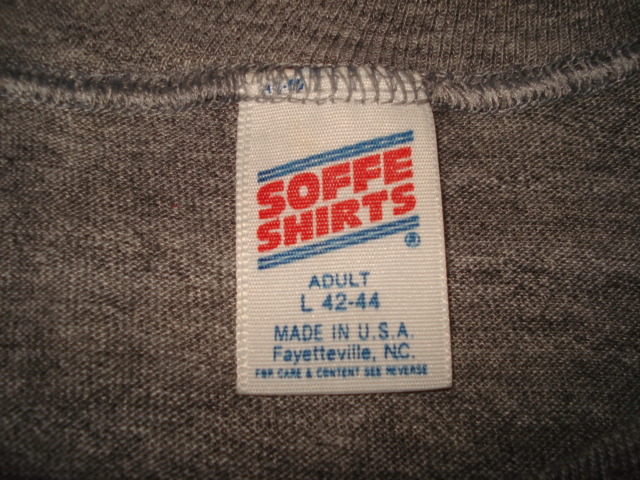 SOFFE
SHIRTS
®
ADULT
L 42-44
MADE IN U.S.A.
Fayetteville, NC.
FOR CARE & CONTENT SEE REVERSE